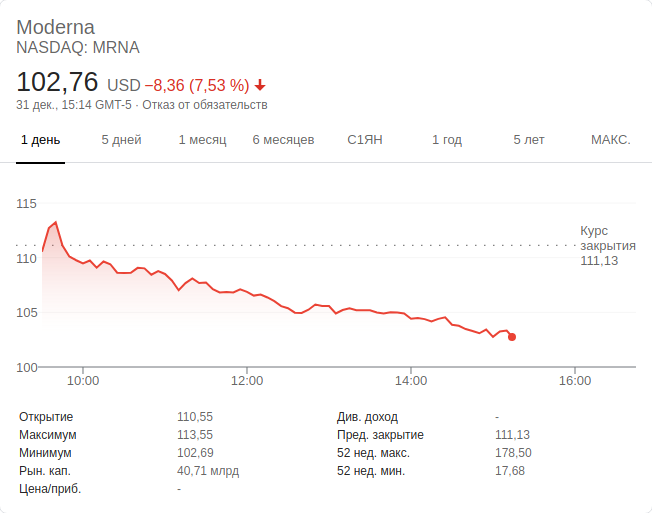 Moderna
NASDAQ: MRNA
102,76 USD −8,36 (7,53 %)
31 дек., 15:14 GMT-5 · Отказ от обязательств
1 день 5 дней 1 месяц 6 месяцев С1ЯН 1 год 5 лет МАКС.
115
Курс
закрытия
111,13
110
105
100
10:00 12:00 14:00 16:00
Открытие 110,55 Див. доход -
Максимум 113,55 Пред. закрытие 111,13
Минимум 102,69 52 нед. макс. 178,50
Рын. кап. 40,71 млрд 52 нед. мин. 17,68
Цена/приб. -